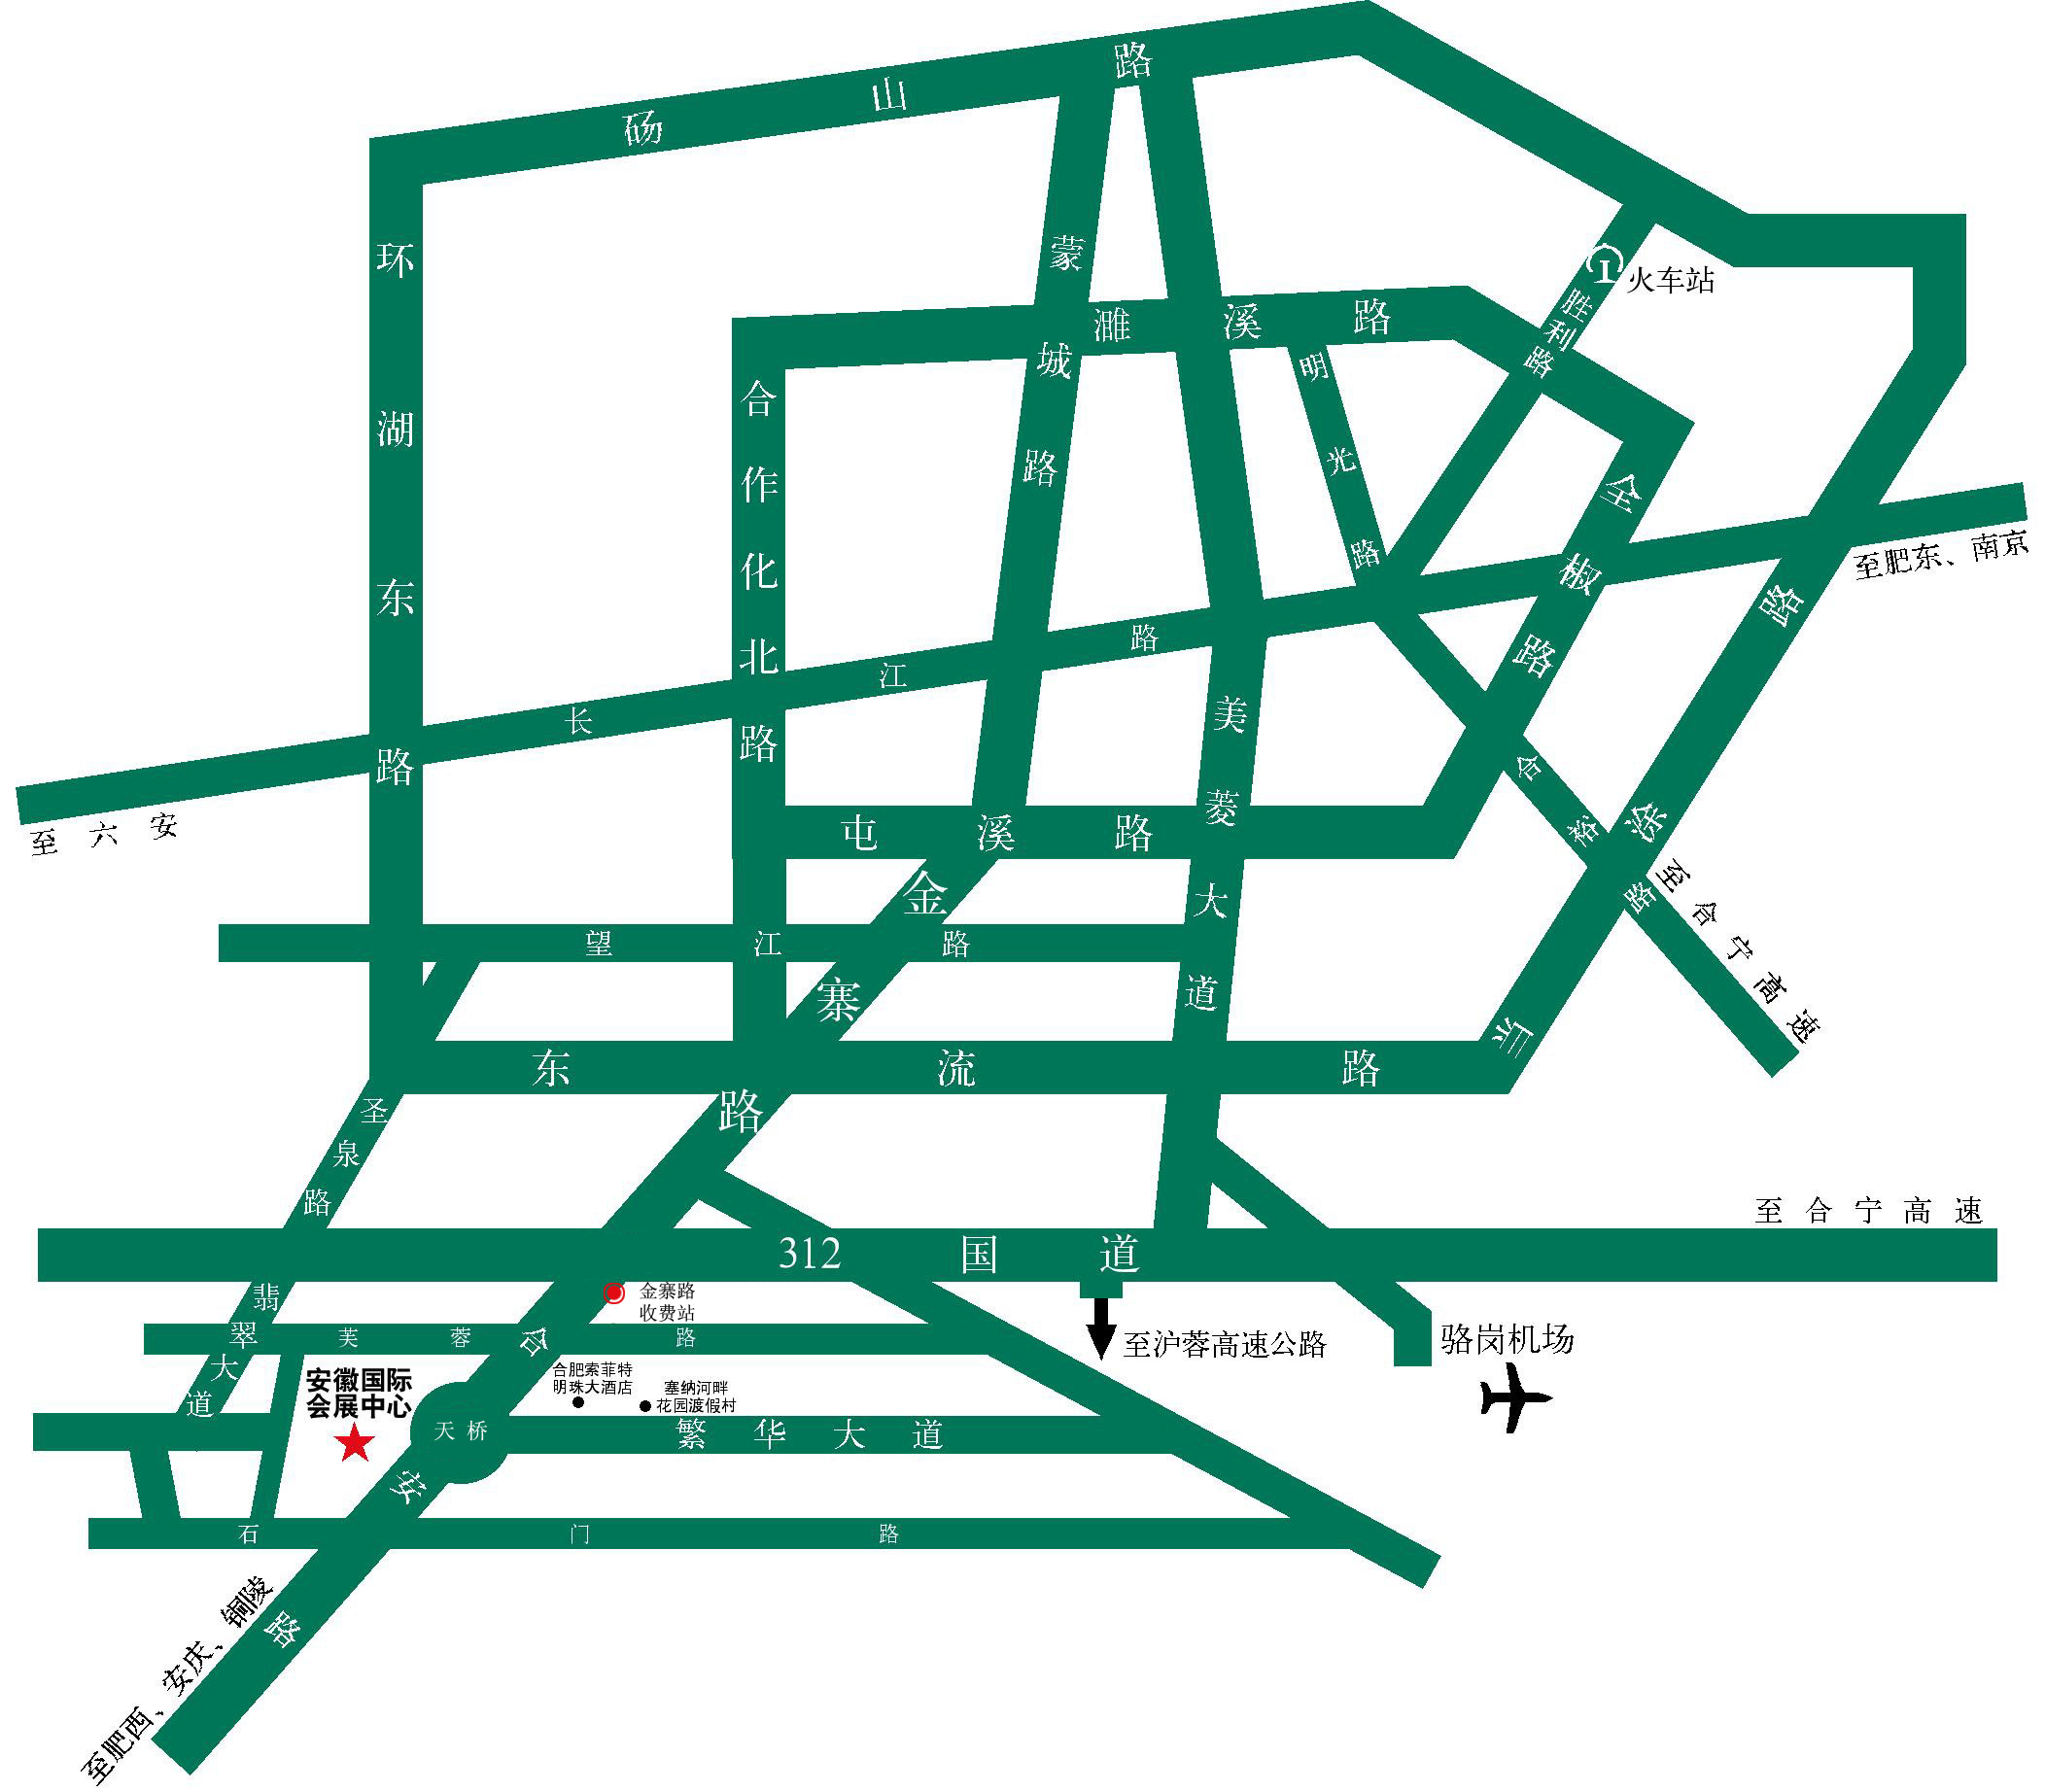 砀山路
环湖东路
蒙城路
火车站
胜利路
濉溪路
明光路
合作化北路
全椒路
至肥东、南京
长江路
至六安
美菱大道
屯溪路
合裕路
至合宁高速
金寨路
望江路
东流路
圣泉路
至合宁高速
312国道
翡翠大道
金寨路
收费站
芙蓉路
至沪蓉高速公路
骆岗机场
安徽国际
会展中心
合肥索菲特
明珠大酒店
塞纳河畔
花园渡假村
天桥
繁华大道
合安路
石门路
至肥西、安庆、铜陵